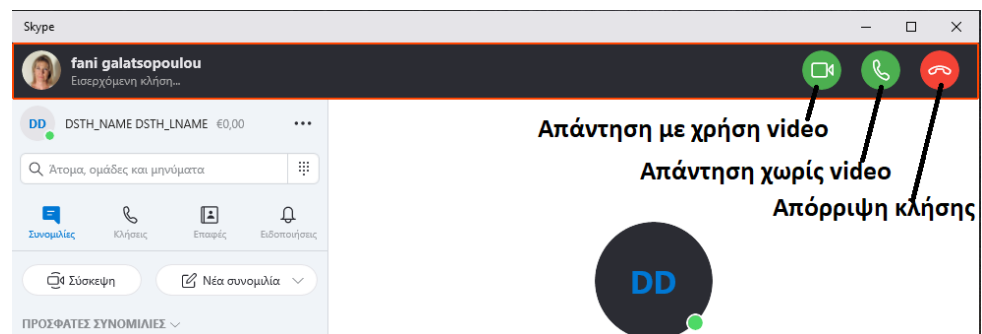 Skype
fani galatsopoulou
Εισερχόμενη κλήση...
DD DSTH_NAME DSTH_LNAME €0,00
Άτομα, ομάδες και μηνύματα
Συνομιλίες Κλήσεις Επαφές Ειδοποιήσεις
Σύσκεψη Νέα συνομιλία
ΠΡΟΣΦΑΤΕΣ ΣΥΝΟΜΙΛΙΕΣ
Απάντηση με χρήση video
Απάντηση χωρίς video
Απόρριψη κλήσης
DD